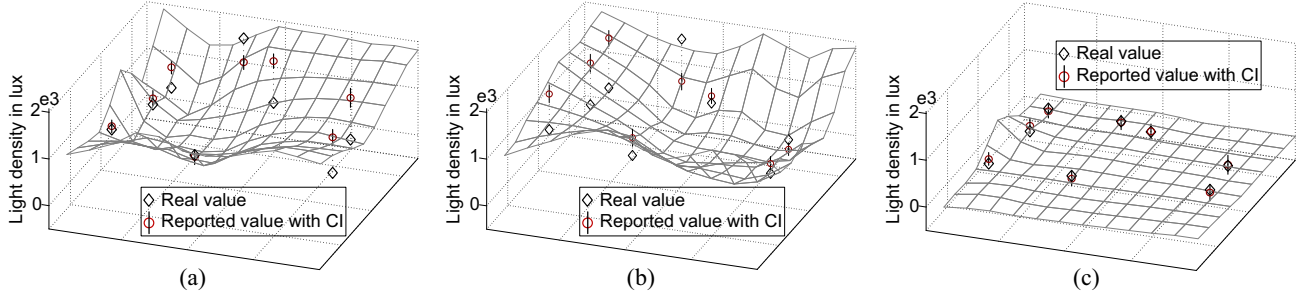 Light density in lux
e3
2
1
0
Real value
Reported value with CI
(a)
Light density in lux
e3
2
1
0
Real value
Reported value with CI
(b)
Light density in lux
e3
2
1
0
Real value
Reported value with CI
(c)